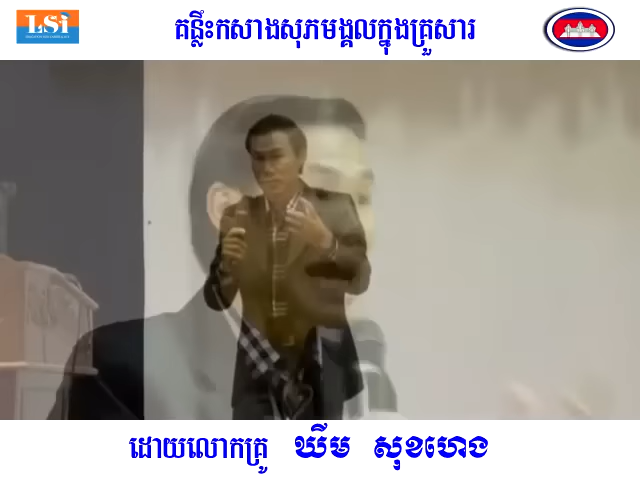 LSi
គន្លឹះកសាងសុភមង្គលក្នុងគ្រួសារ
ដោយលោកគ្រូ ឃឹម សុខហេង